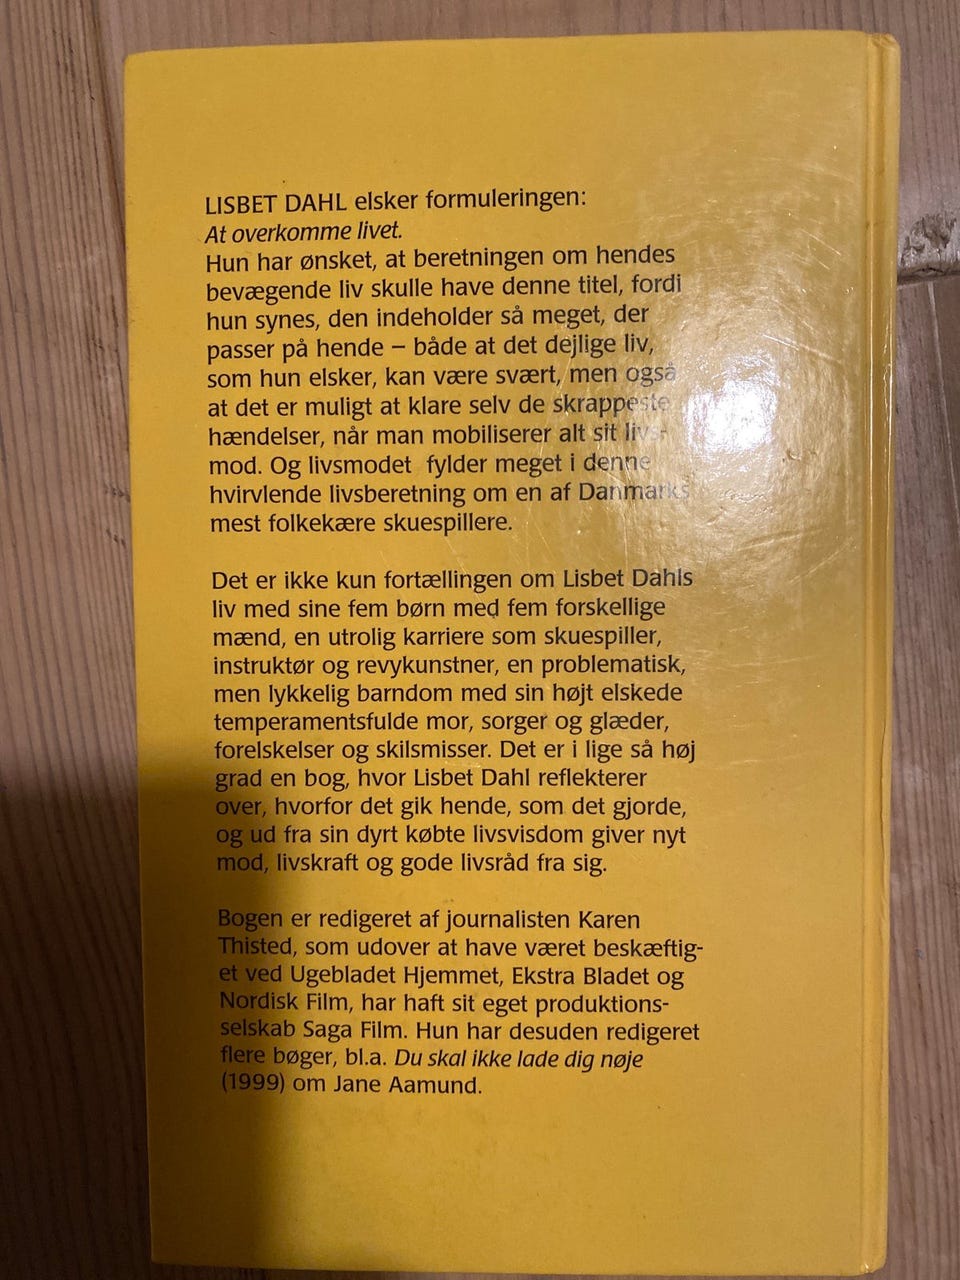 LISBET DAHL elsker formuleringen:
At overkomme livet.
Hun har ønsket, at beretningen om hendes
bevægende liv skulle have denne titel, fordi
hun synes, den indeholder så meget, der
passer på hende – både at det dejlige liv,
som hun elsker, kan være svært, men også
at det er muligt at klare selv de skrappeste
hændelser, når man mobiliserer alt sit livs-
mod. Og livsmodet fylder meget i denne
hvirvlende livsberetning om en af Danmarks
mest folkekære skuespillere.
Det er ikke kun fortællingen om Lisbet Dahls
liv med sine fem børn med fem forskellige
mænd, en utrolig karriere som skuespiller,
instruktør og revykunstner, en problematisk,
men lykkelig barndom med sin højt elskede
temperamentsfulde mor, sorger og glæder,
forelskelser og skilsmisser. Det er i lige så høj
grad en bog, hvor Lisbet Dahl reflekterer
over, hvorfor det gik hende, som det gjorde,
og ud fra sin dyrt købte livsvisdom giver nyt
mod, livskraft og gode livsråd fra sig.
Bogen er redigeret af journalisten Karen
Thisted, som udover at have været beskæftig-
et ved Ugebladet Hjemmet, Ekstra Bladet og
Nordisk Film, har haft sit eget produktions-
selskab Saga Film. Hun har desuden redigeret
flere bøger, bl.a. Du skal ikke lade dig nøje
(1999) om Jane Aamund.